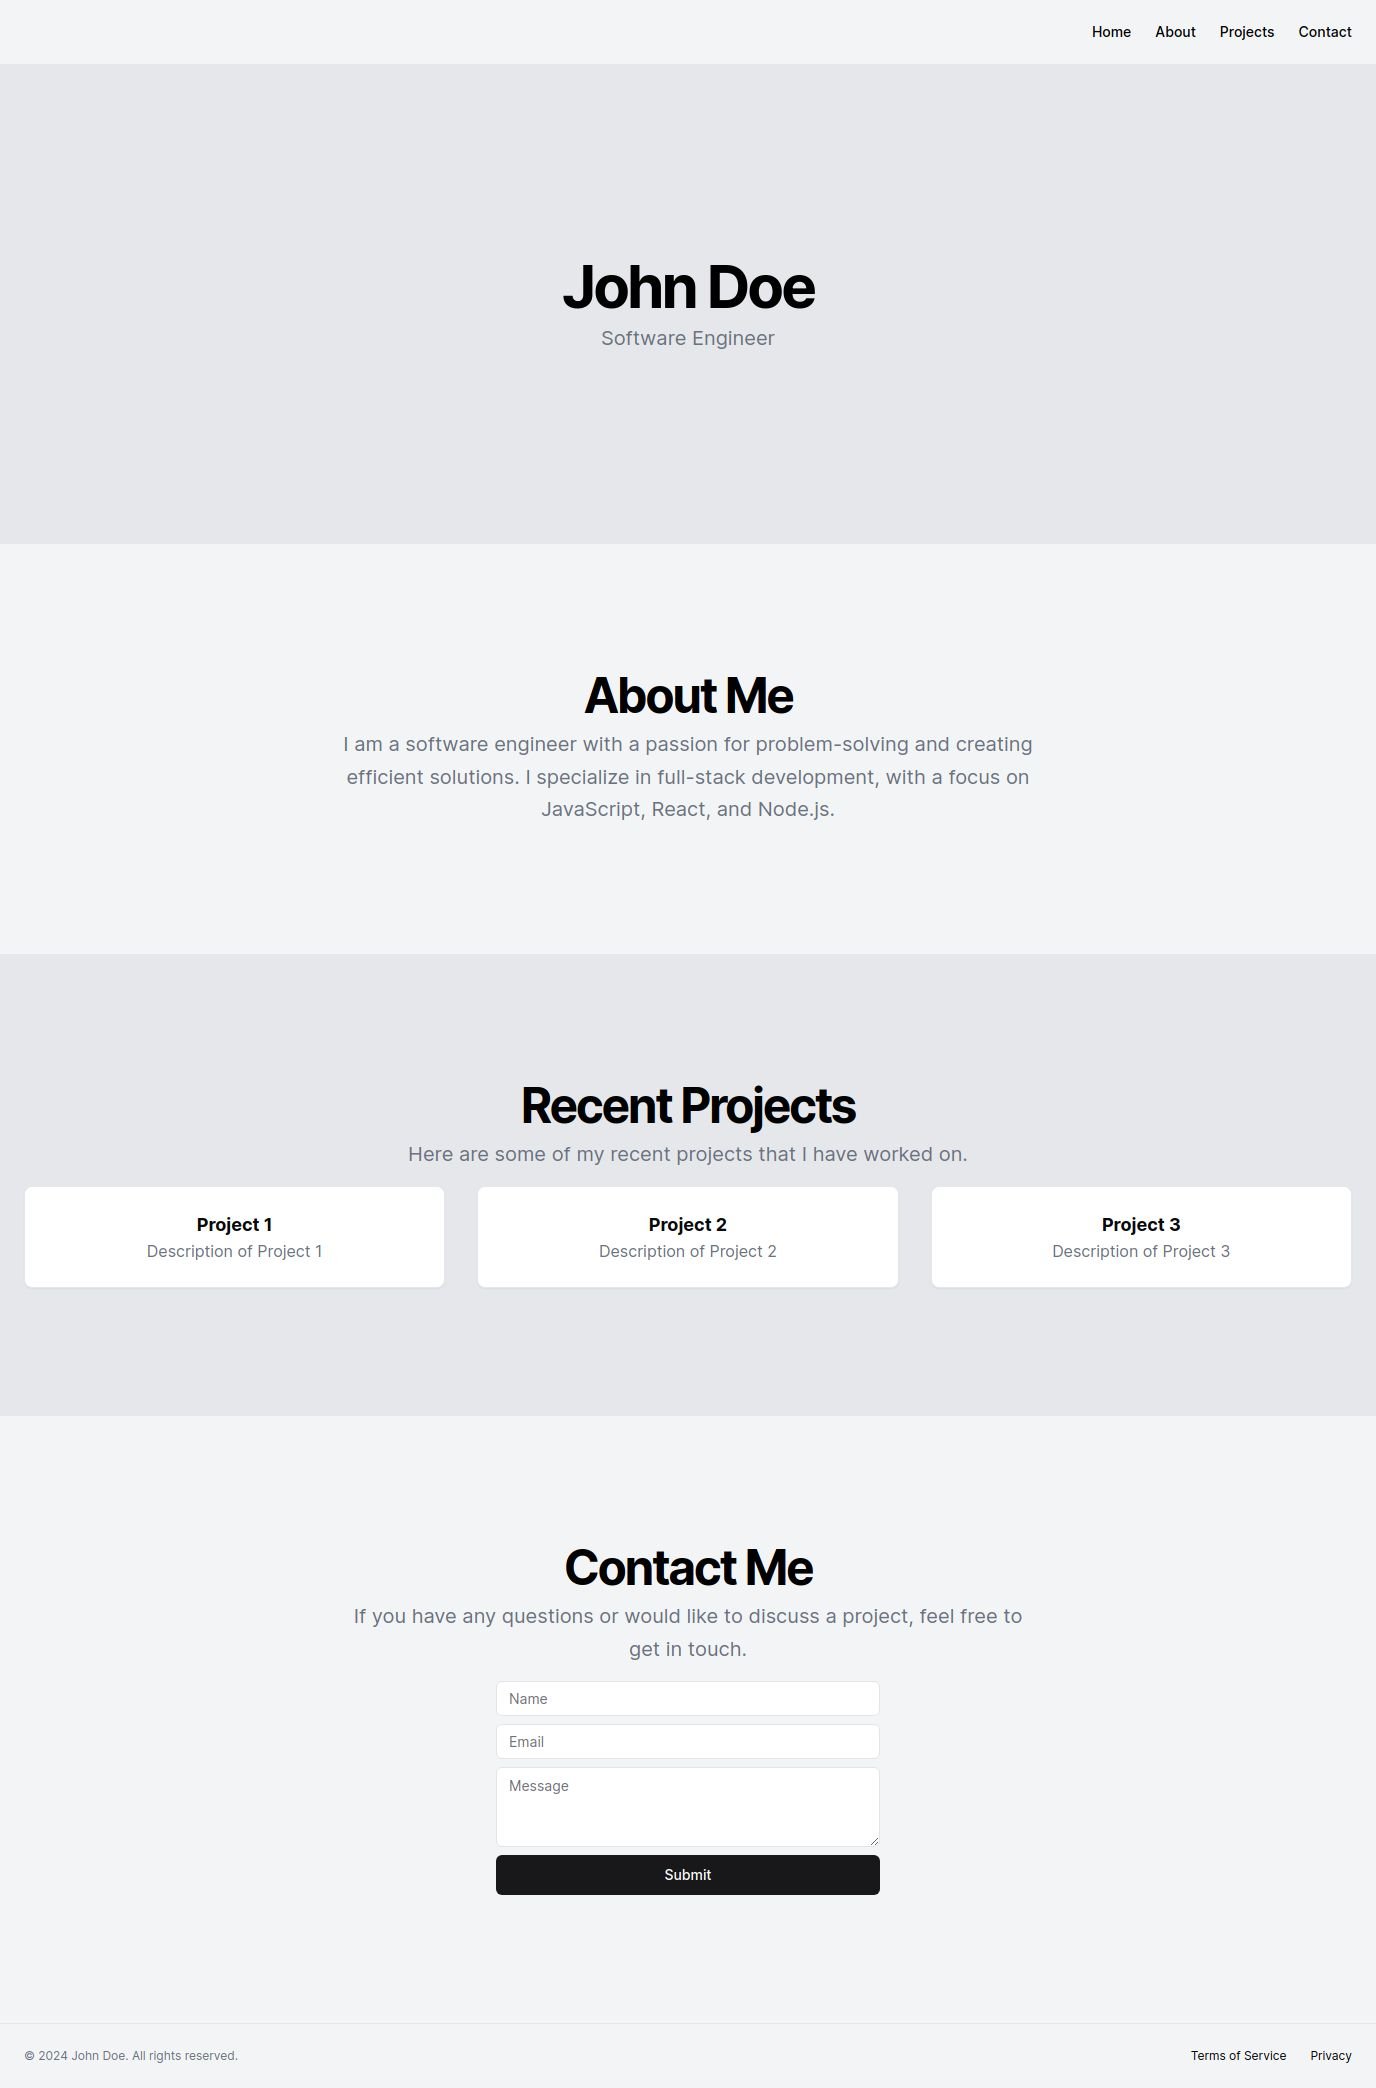 Home About Projects Contact
John Doe
Software Engineer
About Me
I am a software engineer with a passion for problem-solving and creating
efficient solutions. I specialize in full-stack development, with a focus on
JavaScript, React, and Node.js.
Recent Projects
Here are some of my recent projects that I have worked on.
Project 1
Description of Project 1
Project 2
Description of Project 2
Project 3
Description of Project 3
Contact Me
If you have any questions or would like to discuss a project, feel free to
get in touch.
Name
Email
Message
Submit
© 2024 John Doe. All rights reserved.
Terms of Service Privacy